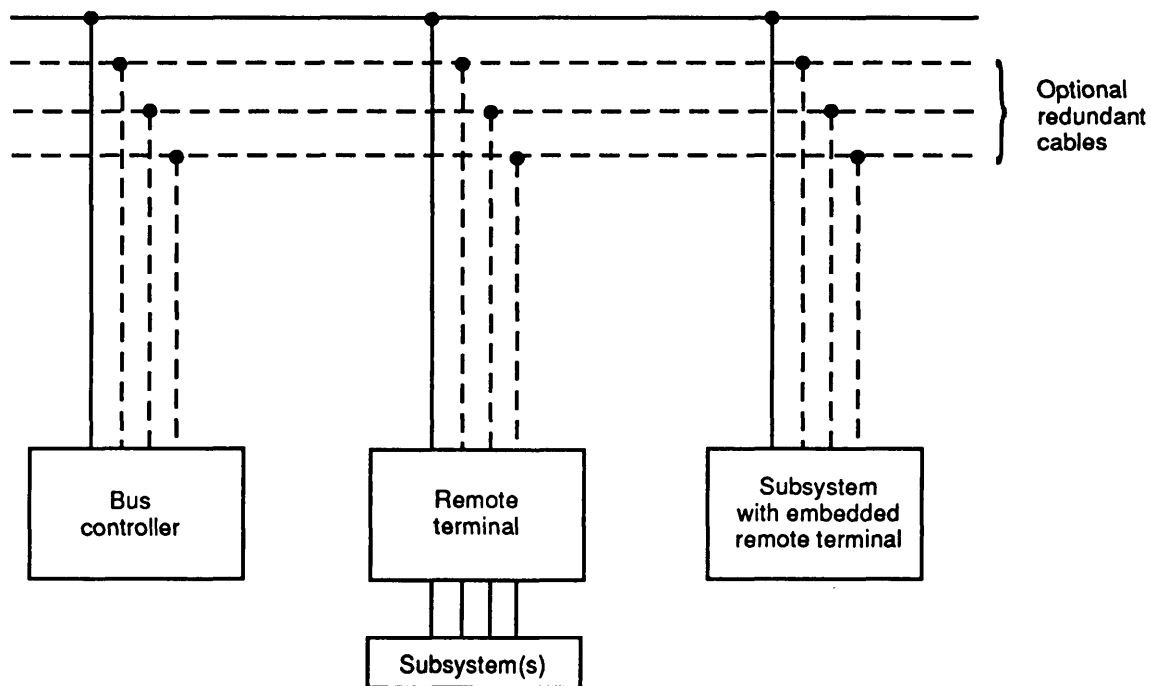 Optional
redundant
cables
Bus
controller
Remote
terminal
Subsystem
with embedded
remote terminal
Subsystem(s)